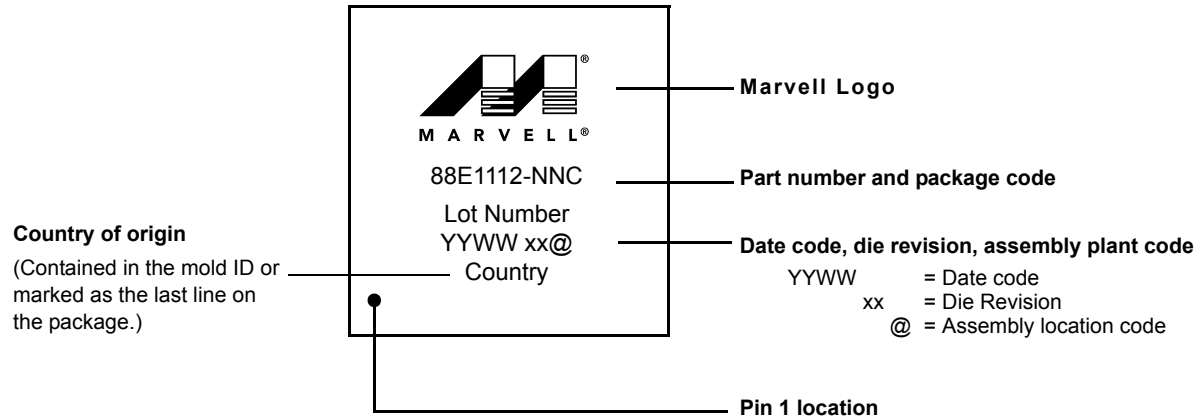 ®
MARVELL®
88E1112-NNC
Lot Number
YYWW xx@
Country
Country of origin
(Contained in the mold ID or
marked as the last line on
the package.)
Marvell Logo
Part number and package code
Date code, die revision, assembly plant code
YYWW = Date code
xx = Die Revision
@ = Assembly location code
Pin 1 location